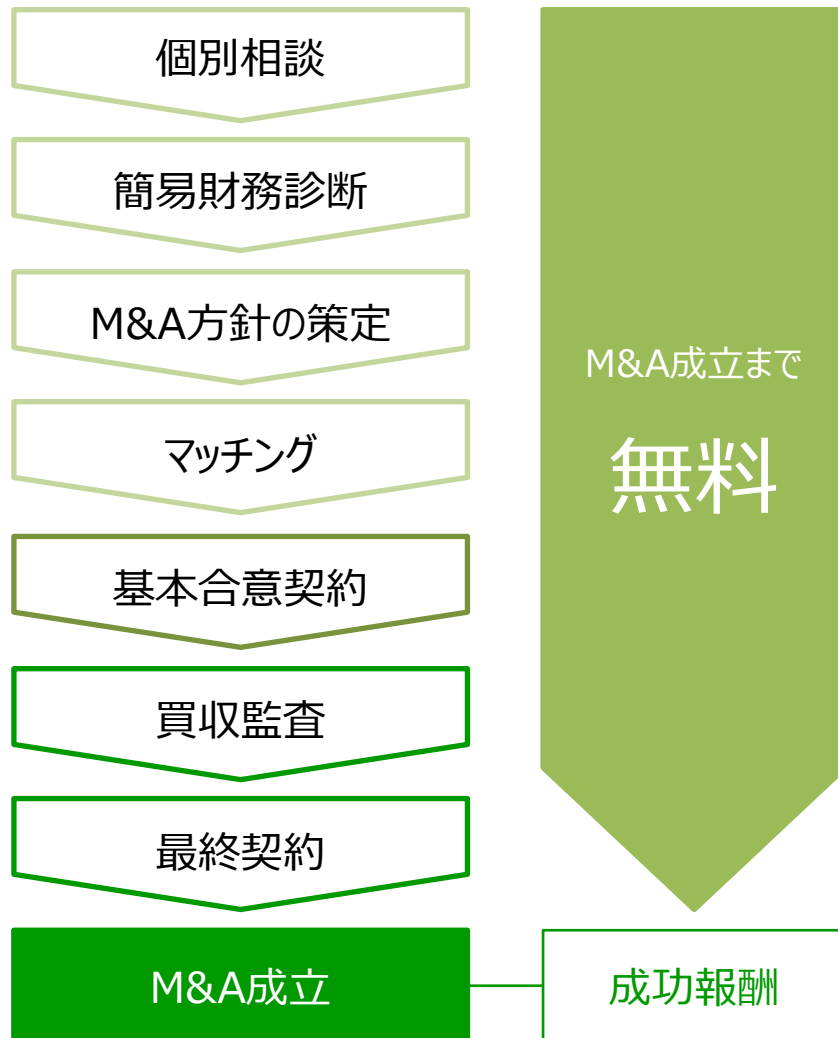 個別相談
簡易財務診断
M&A方針の策定
マッチング
基本合意契約
買収監査
最終契約
M&A成立
M&A成立まで
無料
成功報酬